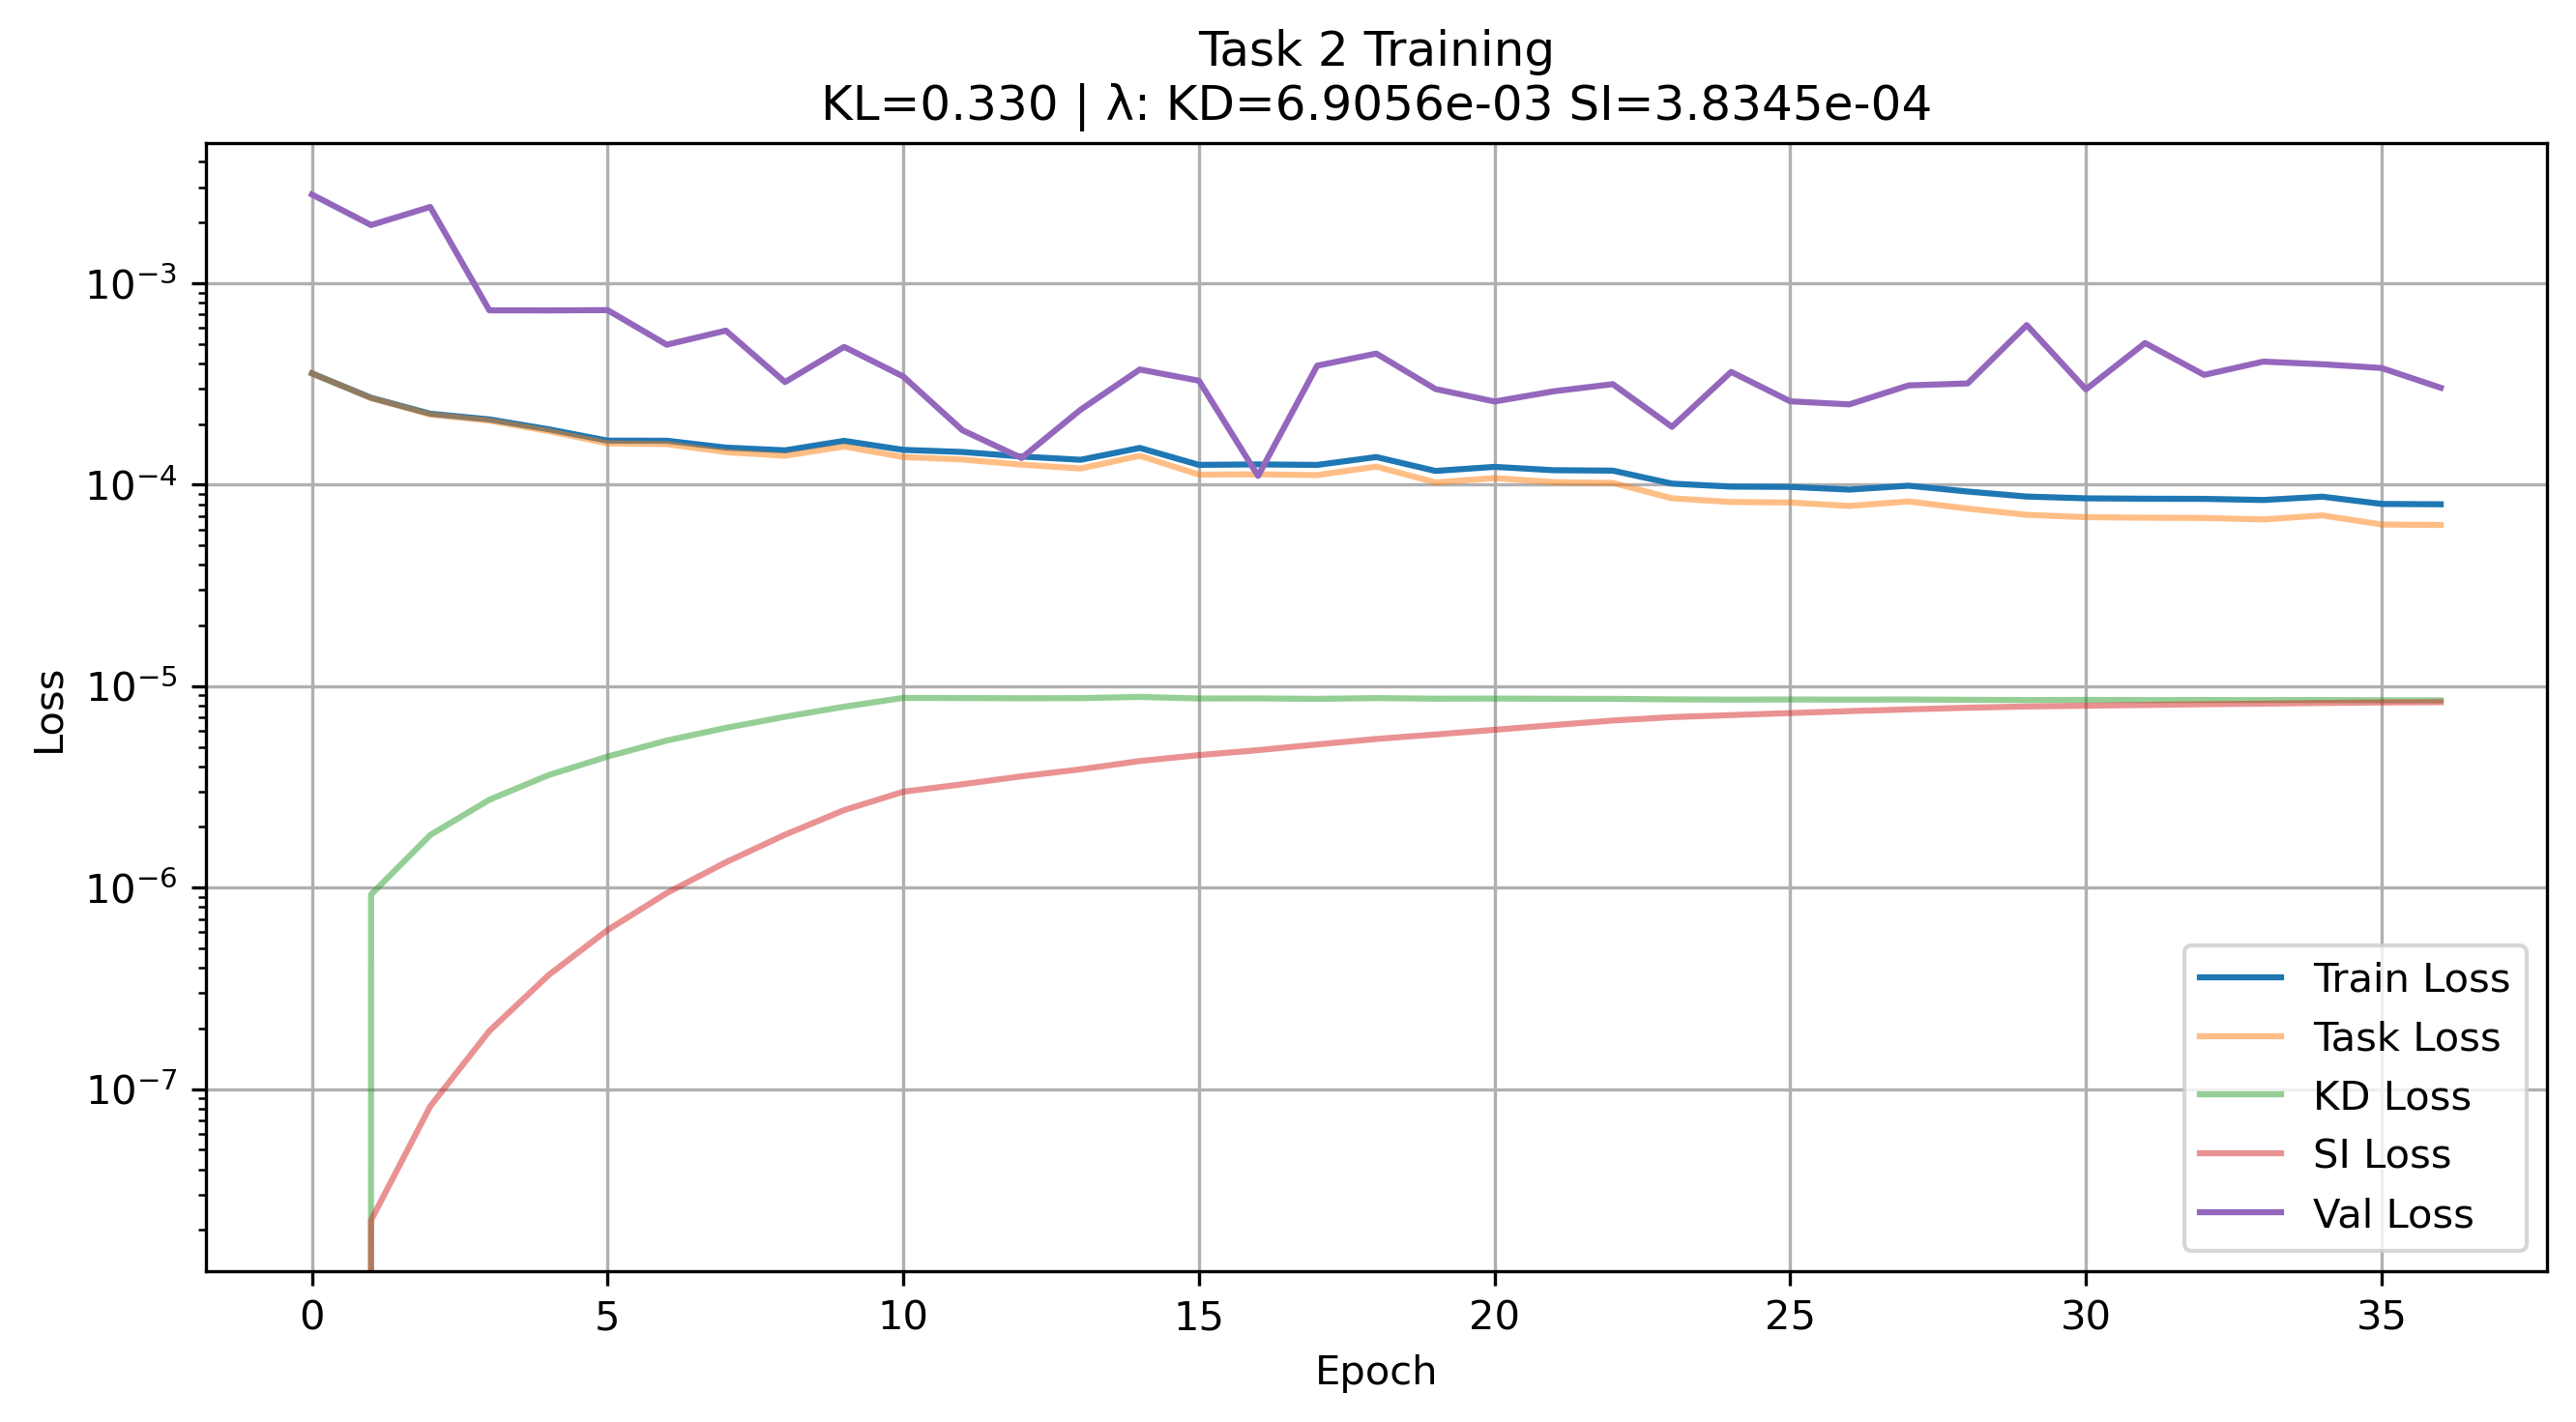 Task 2 Training
KL=0.330 | λ: KD=6.9056e-03 SI=3.8345e-04
Loss
10⁻³
10⁻⁴
10⁻⁵
10⁻⁶
10⁻⁷
Train Loss
Task Loss
KD Loss
SI Loss
Val Loss
0 5 10 15 20 25 30 35
Epoch